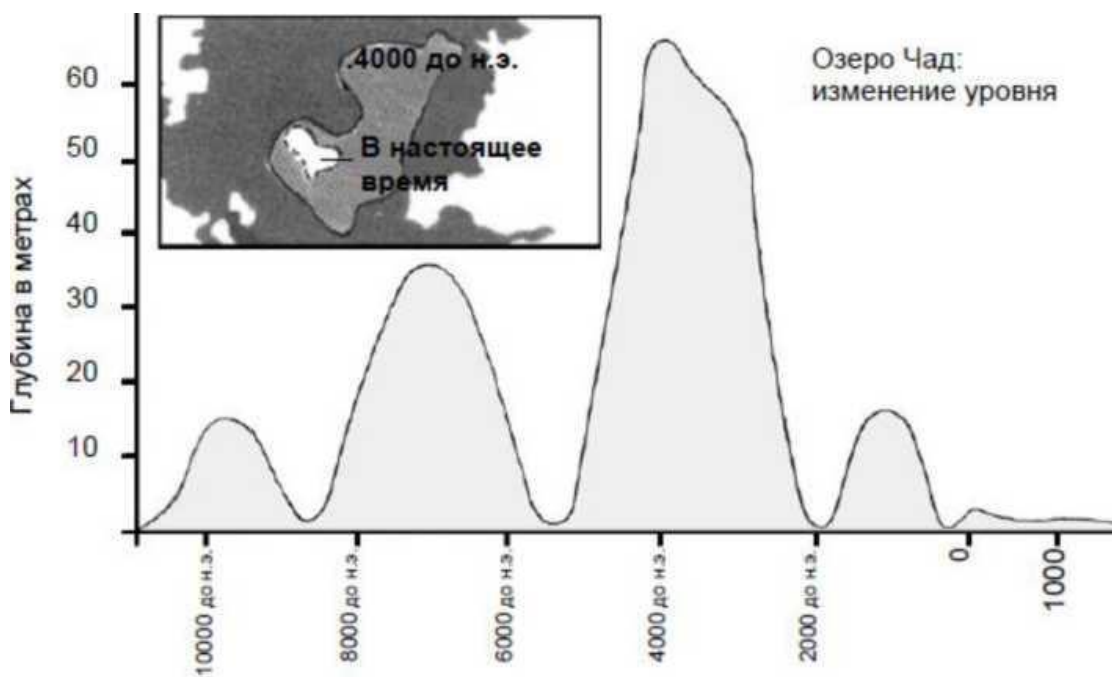 .4000 до н.э.
В настоящее
время
Озеро Чад:
изменение уровня
Глубина в метрах
60
50
40
30
20
10
10000 до н.э.
8000 до н.э.
6000 до н.э.
4000 до н.э.
2000 до н.э.
0
1000